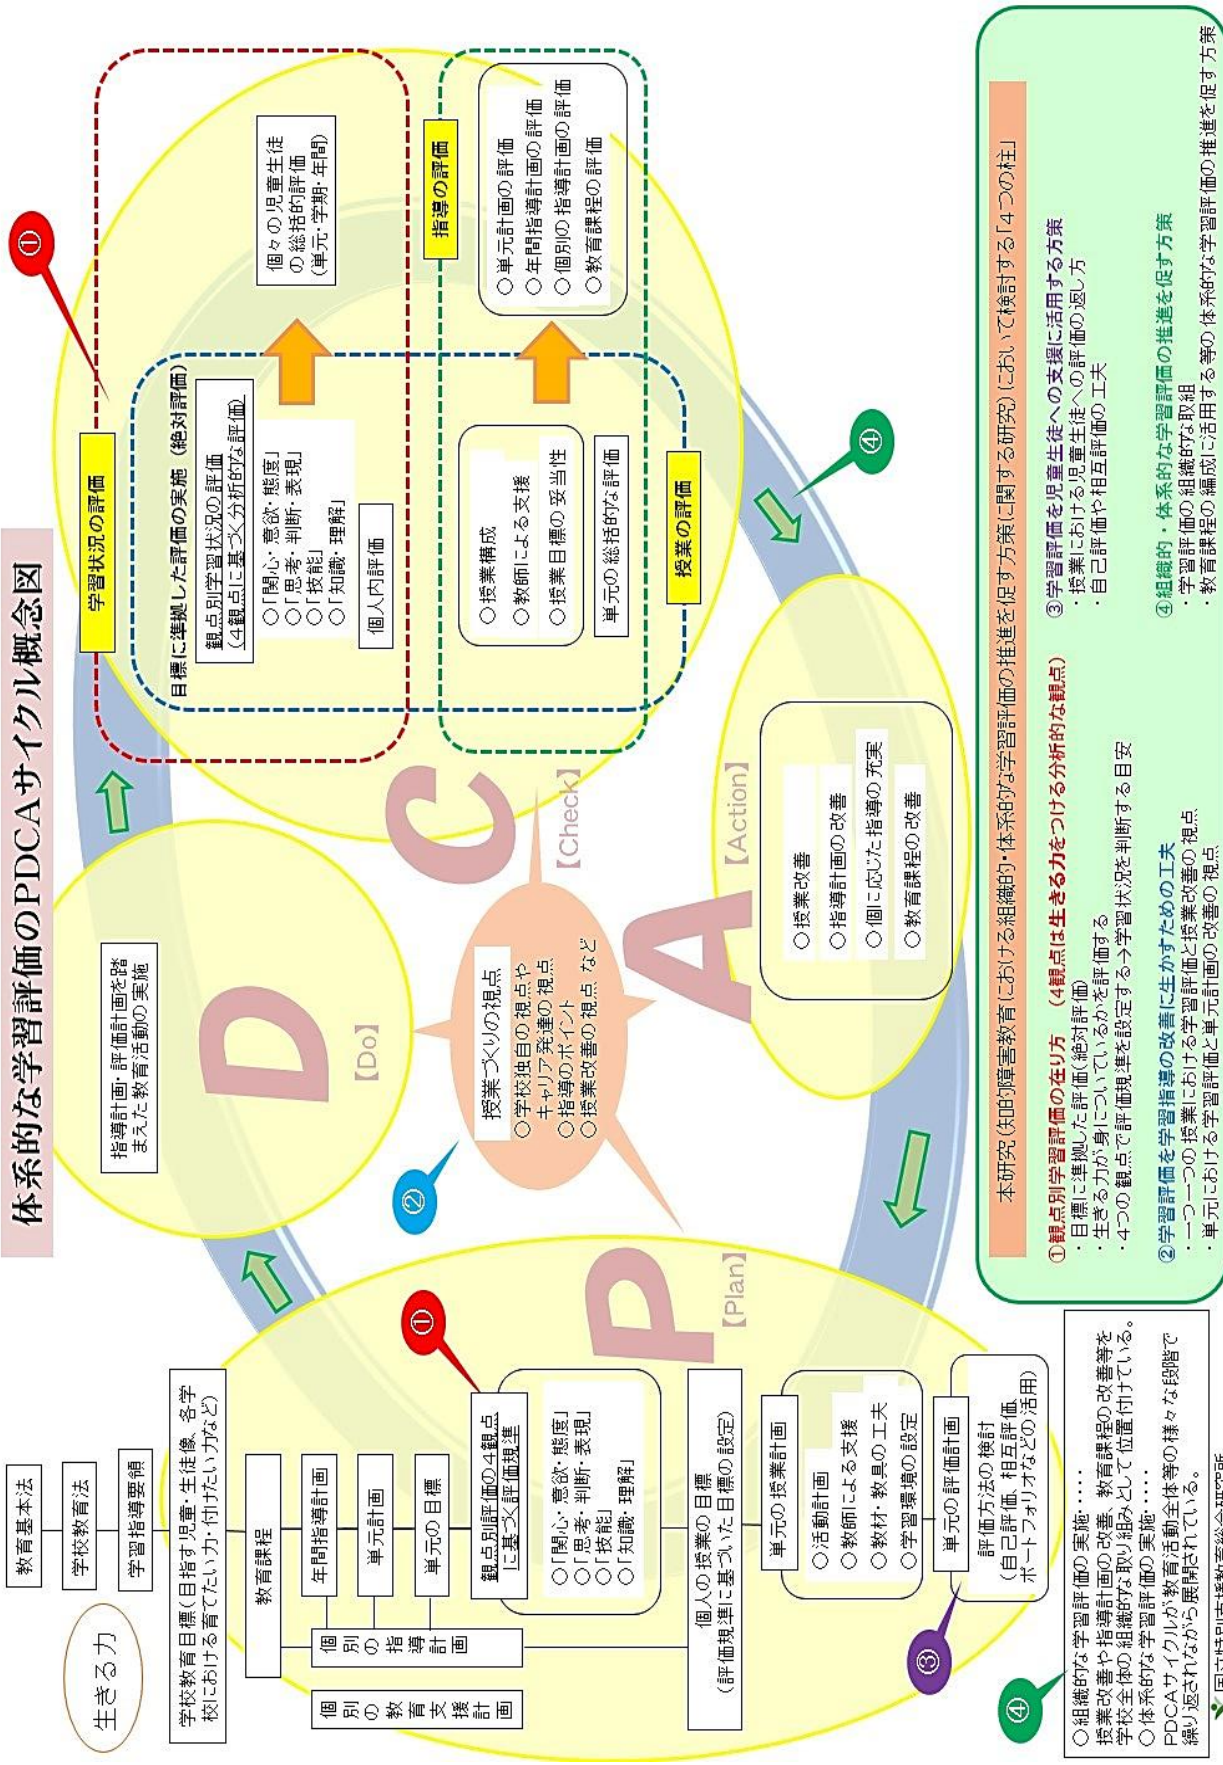 体系的な学習評価のPDCAサイクル概念図
生きる力
教育基本法
学校教育法
学習指導要領
学校教育目標(目指す児童・生徒像、各学
校における育てたい力・付けたい力など)
教育課程
年間指導計画
単元計画
単元の目標
個別の指導計画
個別の教育支援計画
観点別評価の4観点
に基づく評価規準
○「関心・意欲・態度」
○「思考・判断・表現」
○「技能」
○「知識・理解」
①
個人の授業の目標
(評価規準に基づいた目標の設定)
単元の授業計画
○活動計画
○教師による支援
○教材・教具の工夫
○学習環境の設定
単元の評価計画
評価方法の検討
(自己評価、相互評価、
ポートフォリオなどの活用)
③
P
【Plan】
指導計画・評価計画を踏
まえた教育活動の実施
D
【Do】
②
授業づくりの視点
○学校独自の視点や
キャリア発達の視点
○指導のポイント
○授業改善の視点 など
C
【Check】
①
学習状況の評価
目標に準拠した評価の実施(絶対評価)
観点別学習状況の評価
(4観点に基づく分析的な評価)
○「関心・意欲・態度」
○「思考・判断・表現」
○「技能」
○「知識・理解」
個人内評価
個々の児童生徒
の総括的評価
(単元・学期・年間)
指導の評価
○授業構成
○教師による支援
○授業目標の妥当性
単元の総括的な評価
授業の評価
○単元計画の評価
○年間指導計画の評価
○個別の指導計画の評価
○教育課程の評価
④
A
【Action】
○授業改善
○指導計画の改善
○個に応じた指導の充実
○教育課程の改善
④
○組織的な学習評価の実施・・・・
授業改善や指導計画の改善、教育課程の改善等を
学校全体の組織的な取り組みとして位置付けている。
○体系的な学習評価の実施・・・・
PDCAサイクルが教育活動全体等の様々な段階で
繰り返されながら展開されている。
本研究(知的障害教育における組織的・体系的な学習評価の推進を促す方策に関する研究)において検討する「4つの柱」
①観点別学習評価の在り方 (4観点は生きる力をつける分析的な観点)
・目標に準拠した評価(絶対評価)
・生きる力が身についているかを評価する
・4つの観点で評価規準を設定する→学習状況を判断する目安
②学習評価を学習指導の改善に生かすための工夫
・一つ一つの授業における学習評価と授業改善の視点
・単元における学習評価と単元計画の改善の視点
③学習評価を児童生徒への支援に活用する方策
・授業における児童生徒への評価の返し方
・自己評価や相互評価の工夫
④組織的・体系的な学習評価の推進を促す方策
・学習評価の組織的な取組
・教育課程の編成に活用する等の体系的な学習評価の推進を促す方策